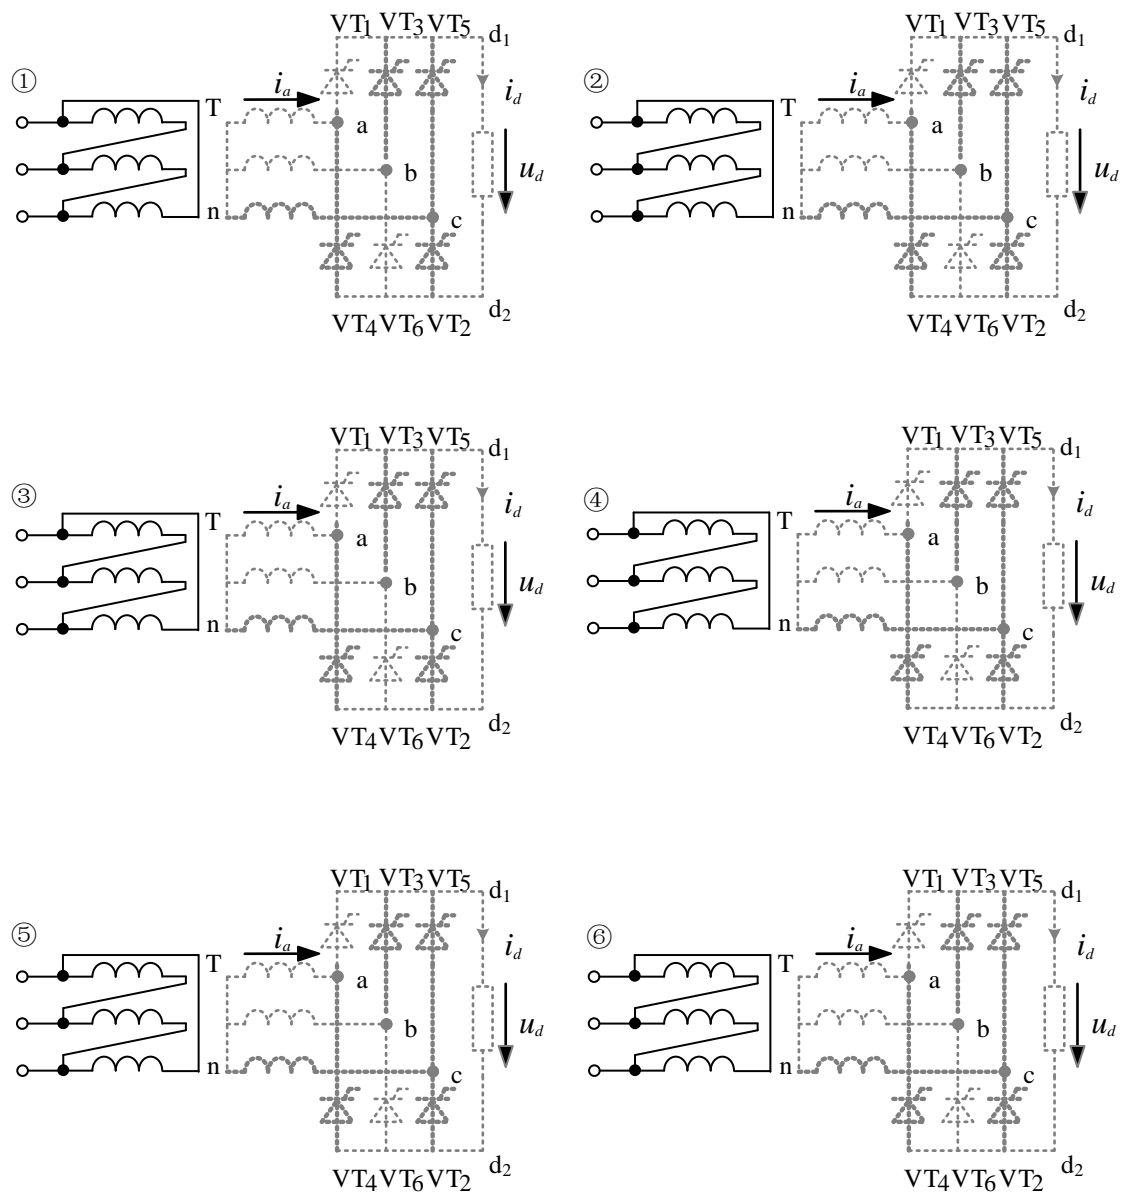 VT1 VT3 VT5 d1
① ia id
T
a
b ud
n c
VT4 VT6 VT2 d2
VT1 VT3 VT5 d1
② ia id
T
a
b ud
n c
VT4 VT6 VT2 d2
VT1 VT3 VT5 d1
③ ia id
T
a
b ud
n c
VT4 VT6 VT2 d2
VT1 VT3 VT5 d1
④ ia id
T
a
b ud
n c
VT4 VT6 VT2 d2
VT1 VT3 VT5 d1
⑤ ia id
T
a
b ud
n c
VT4 VT6 VT2 d2
VT1 VT3 VT5 d1
⑥ ia id
T
a
b ud
n c
VT4 VT6 VT2 d2